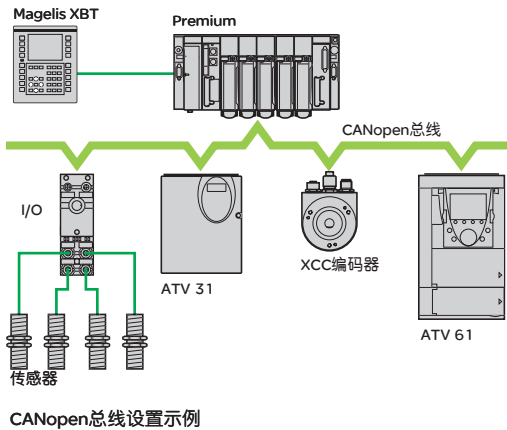 Magelis XBT
Premium
CANopen总线
I/O
ATV 31
XCC编码器
ATV 61
传感器
CANopen总线设置示例